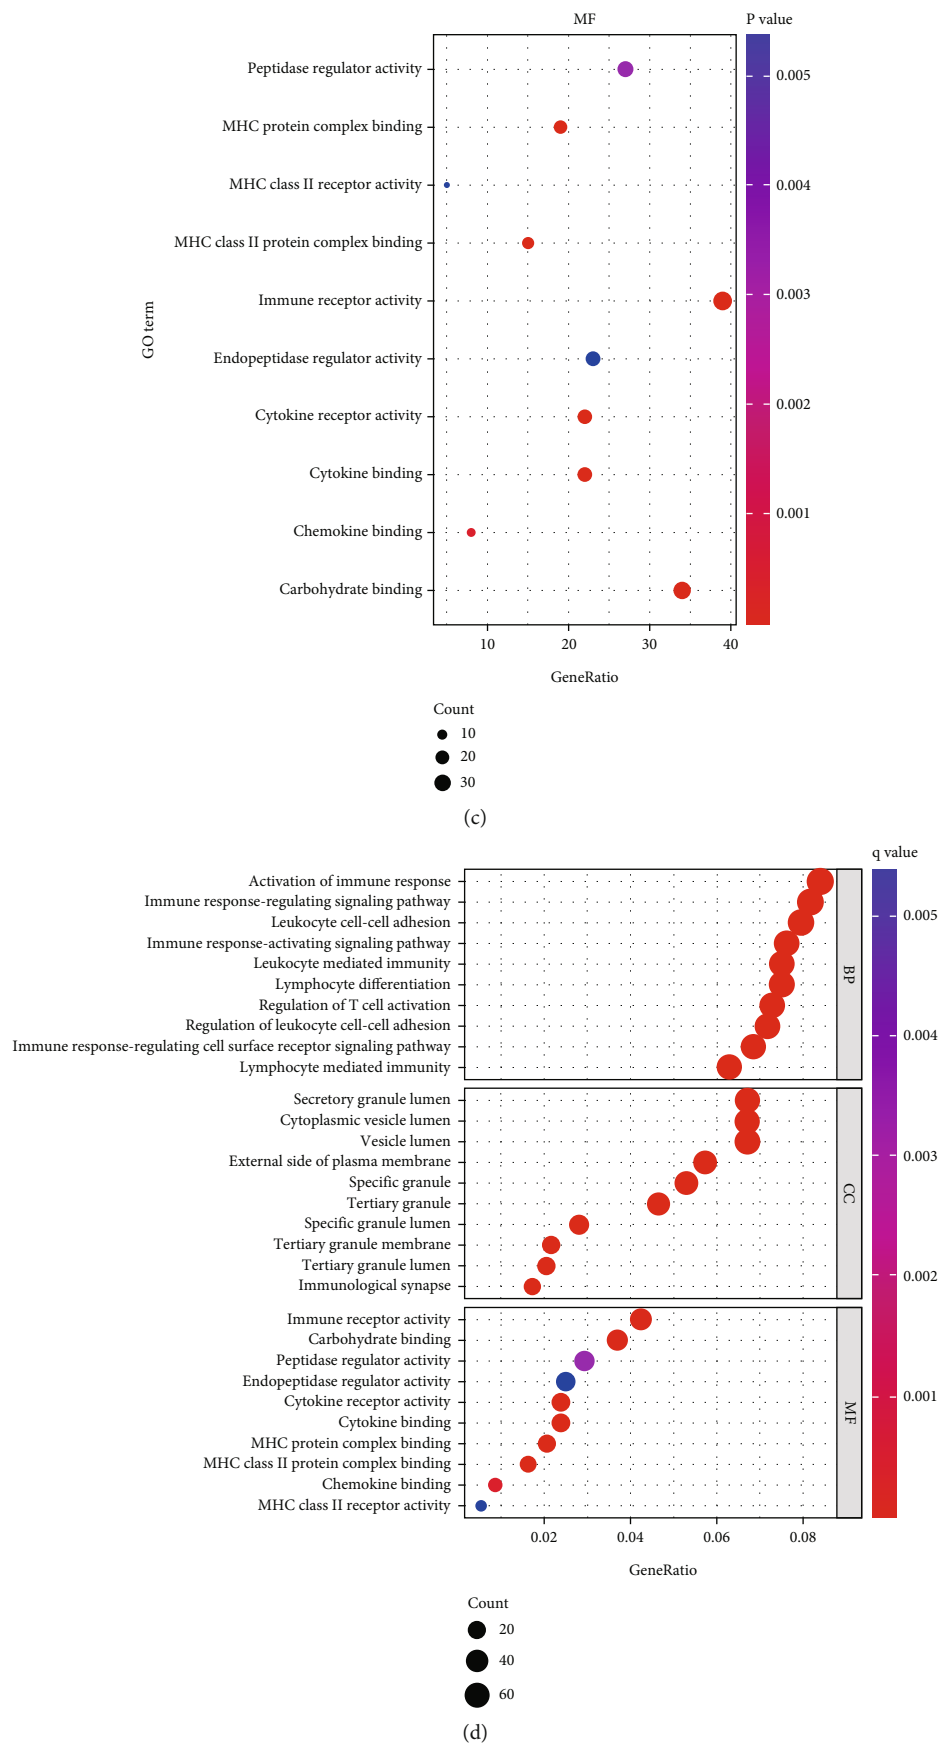 MF
P value
Peptidase regulator activity
MHC protein complex binding
MHC class II receptor activity
MHC class II protein complex binding
Immune receptor activity
Endopeptidase regulator activity
Cytokine receptor activity
Cytokine binding
Chemokine binding
Carbohydrate binding
GO term
0.005
0.004
0.003
0.002
0.001
10 20 30 40
GeneRatio
Count
10
20
30
(c)
q value
Activation of immune response
Immune response-regulating signaling pathway
Leukocyte cell-cell adhesion
Immune response-activating signaling pathway
Leukocyte mediated immunity
Lymphocyte differentiation
Regulation of T cell activation
Regulation of leukocyte cell-cell adhesion
Immune response-regulating cell surface receptor signaling pathway
Lymphocyte mediated immunity
BP
Secretory granule lumen
Cytoplasmic vesicle lumen
Vesicle lumen
External side of plasma membrane
Specific granule
Tertiary granule
Specific granule lumen
Tertiary granule membrane
Tertiary granule lumen
Immunological synapse
CC
Immune receptor activity
Carbohydrate binding
Peptidase regulator activity
Endopeptidase regulator activity
Cytokine receptor activity
Cytokine binding
MHC protein complex binding
MHC class II protein complex binding
Chemokine binding
MHC class II receptor activity
MF
0.005
0.004
0.003
0.002
0.001
0.02 0.04 0.06 0.08
GeneRatio
Count
20
40
60
(d)